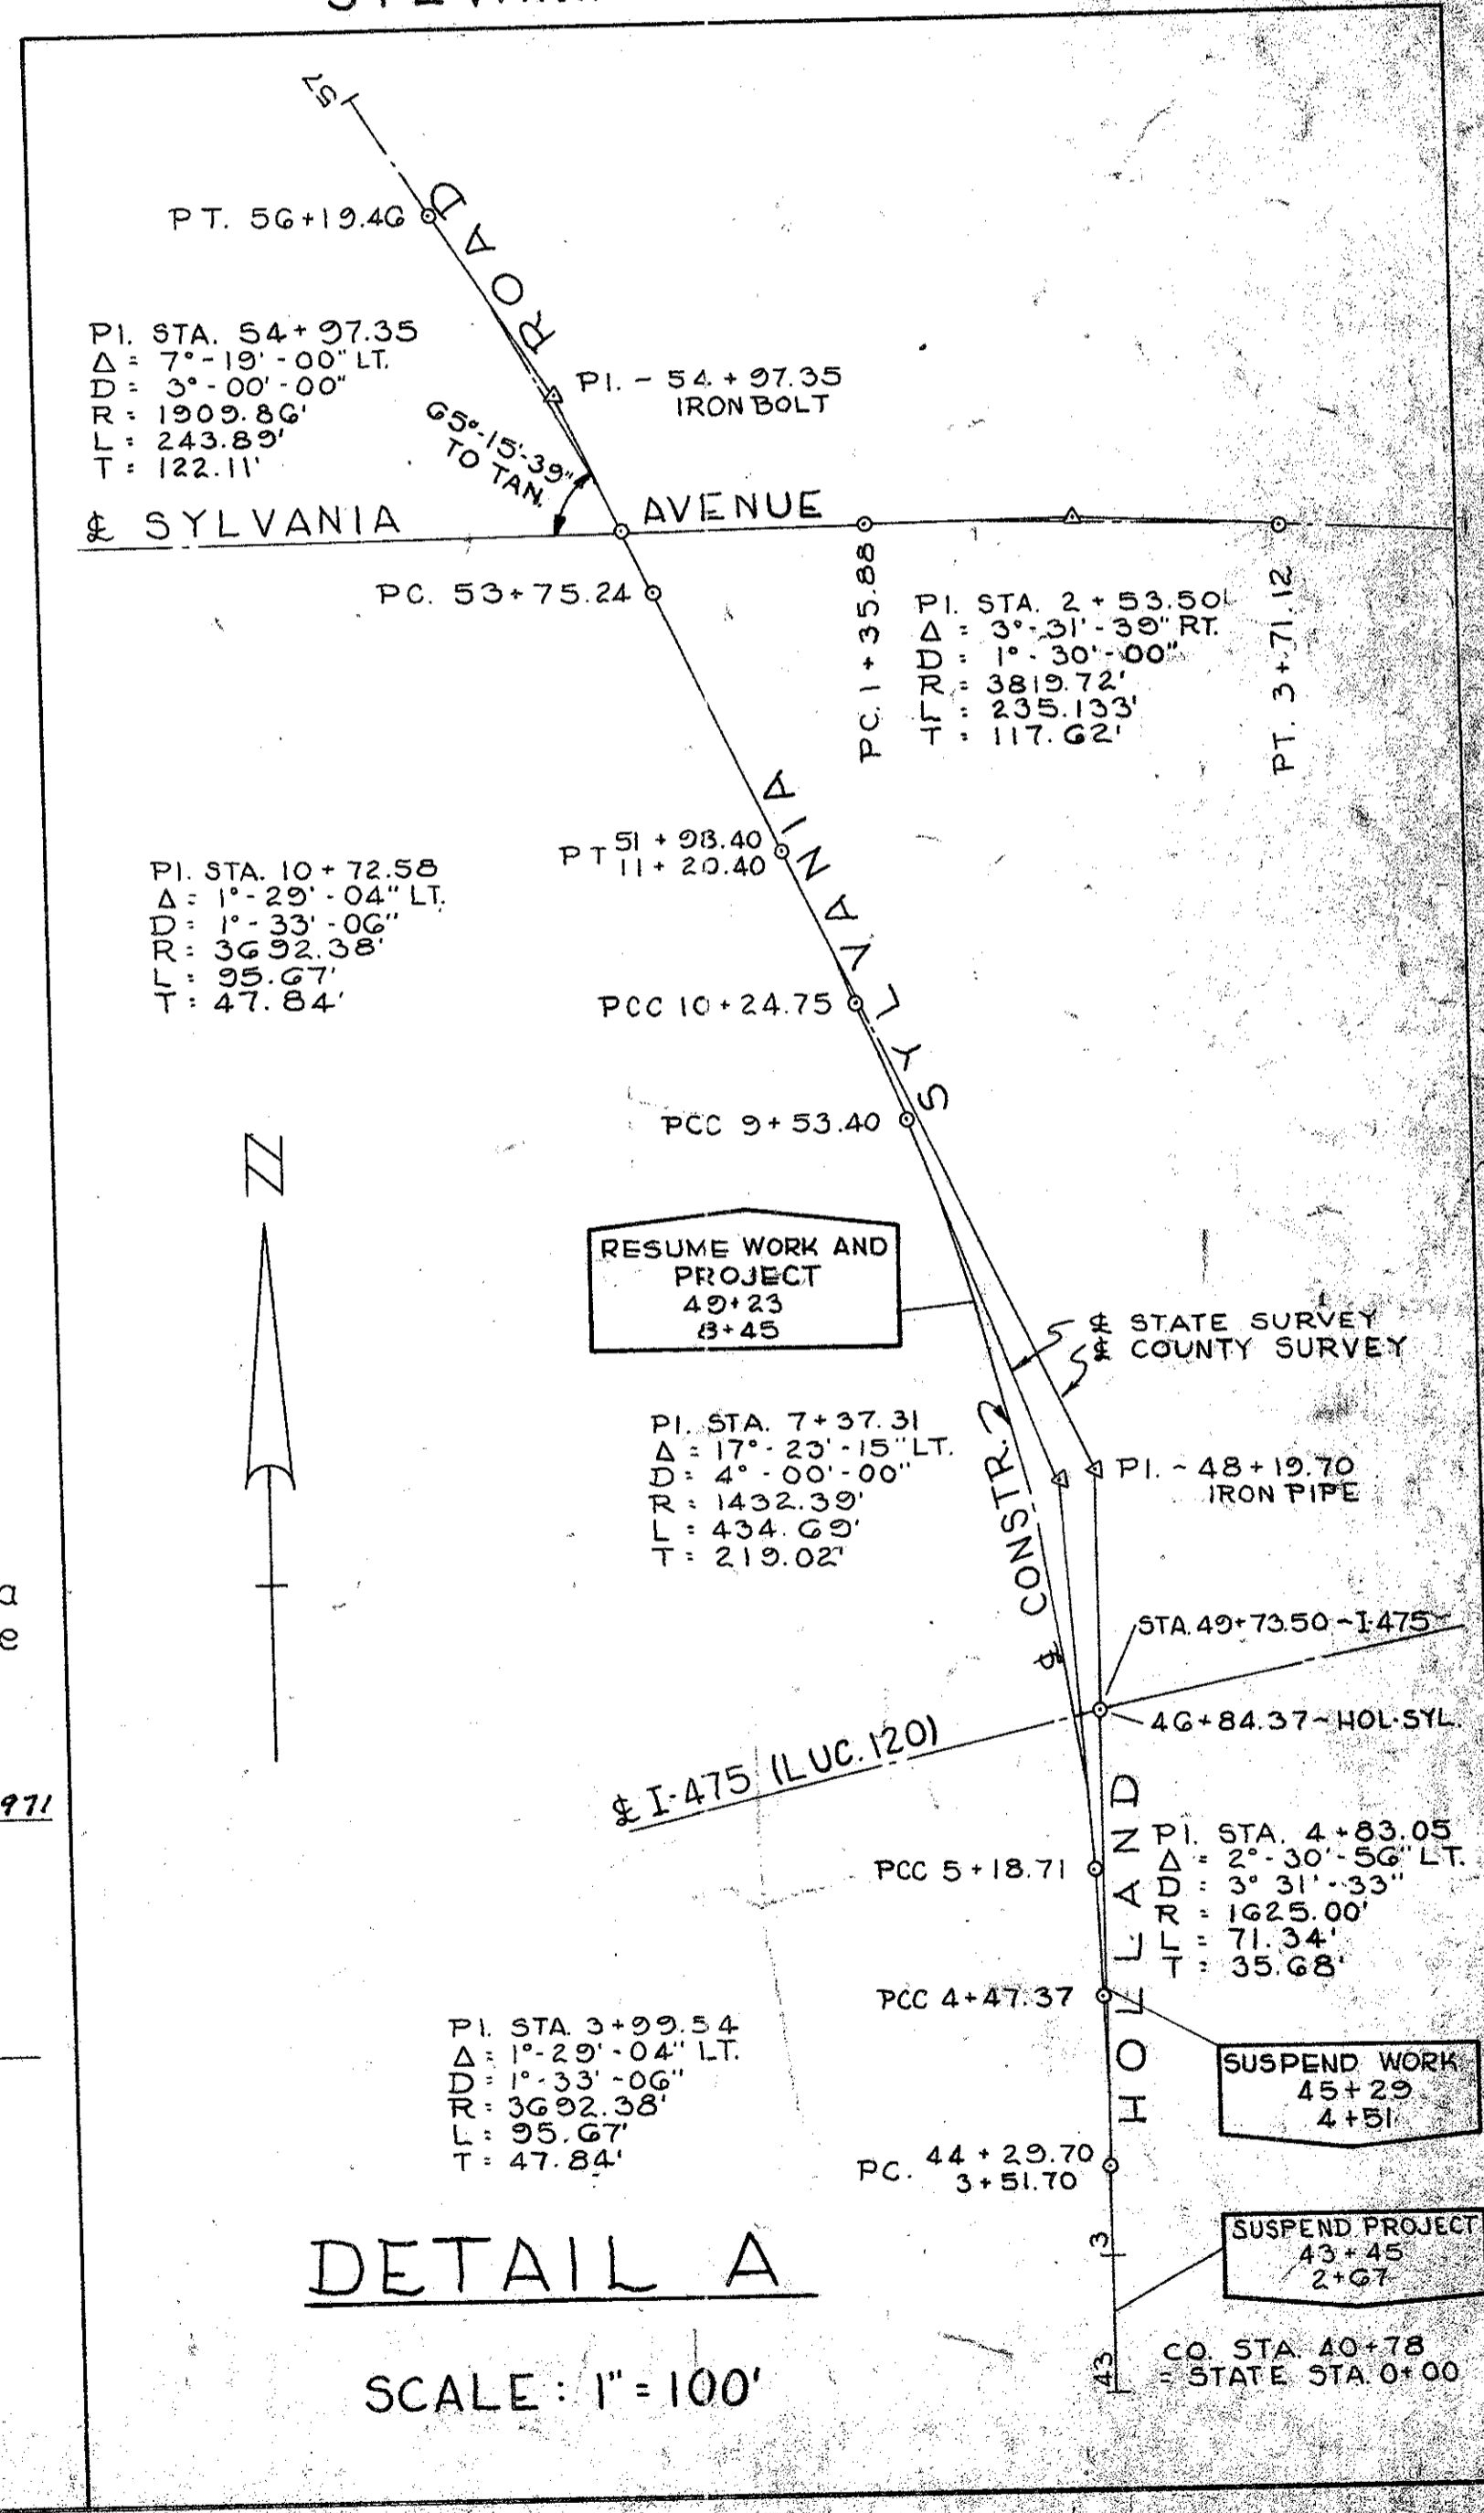 57
PT. 56+19.46
ROAD
PI. STA. 54+97.35
Δ = 7°-19'-00" LT.
D = 3°-00'-00"
R = 1909.86'
L = 243.89'
T = 122.11'
PI. - 54+97.35
IRON BOLT
65°-15'-39"
TO TAN.
℄ SYLVANIA AVENUE
PC. 53+75.24
PC. 1+35.88
PI. STA. 2+53.50
Δ = 3°-31'-39" RT.
D = 1°-30'-00"
R = 3819.72'
L = 235.133'
T = 117.62'
PT. 3+71.12
PT 51+98.40
11+20.40
SYLVANIA
PI. STA. 10+72.58
Δ = 1°-29'-04" LT.
D = 1°-33'-06"
R = 3692.38'
L = 95.67'
T = 47.84'
PCC 10+24.75
PCC 9+53.40
N
RESUME WORK AND
PROJECT
49+23
8+45
℄ STATE SURVEY
℄ COUNTY SURVEY
PI. STA. 7+37.31
Δ = 17°-23'-15" LT.
D = 4°-00'-00"
R = 1432.39'
L = 434.69'
T = 219.02'
℄ CONSTR.
PI. ~ 48+19.70
IRON PIPE
a
e
STA. 49+73.50~I-475
46+84.37~HOL-SYL.
℄ I-475 (LUC. 120)
971
HOLLAND
PI. STA. 4+83.05
Δ = 2°-30'-56" LT.
D = 3° 31'-33"
R = 1625.00'
L = 71.34'
T = 35.68'
PCC 5+18.71
PCC 4+47.37
PI. STA. 3+99.54
Δ = 1°-29'-04" LT.
D = 1°-33'-06"
R = 3692.38'
L = 95.67'
T = 47.84'
SUSPEND WORK
45+29
4+51
PC. 44+29.70
3+51.70
3
SUSPEND PROJECT
43+45
2+67
43
CO. STA. 40+78
= STATE STA. 0+00
DETAIL A
SCALE: 1"=100'